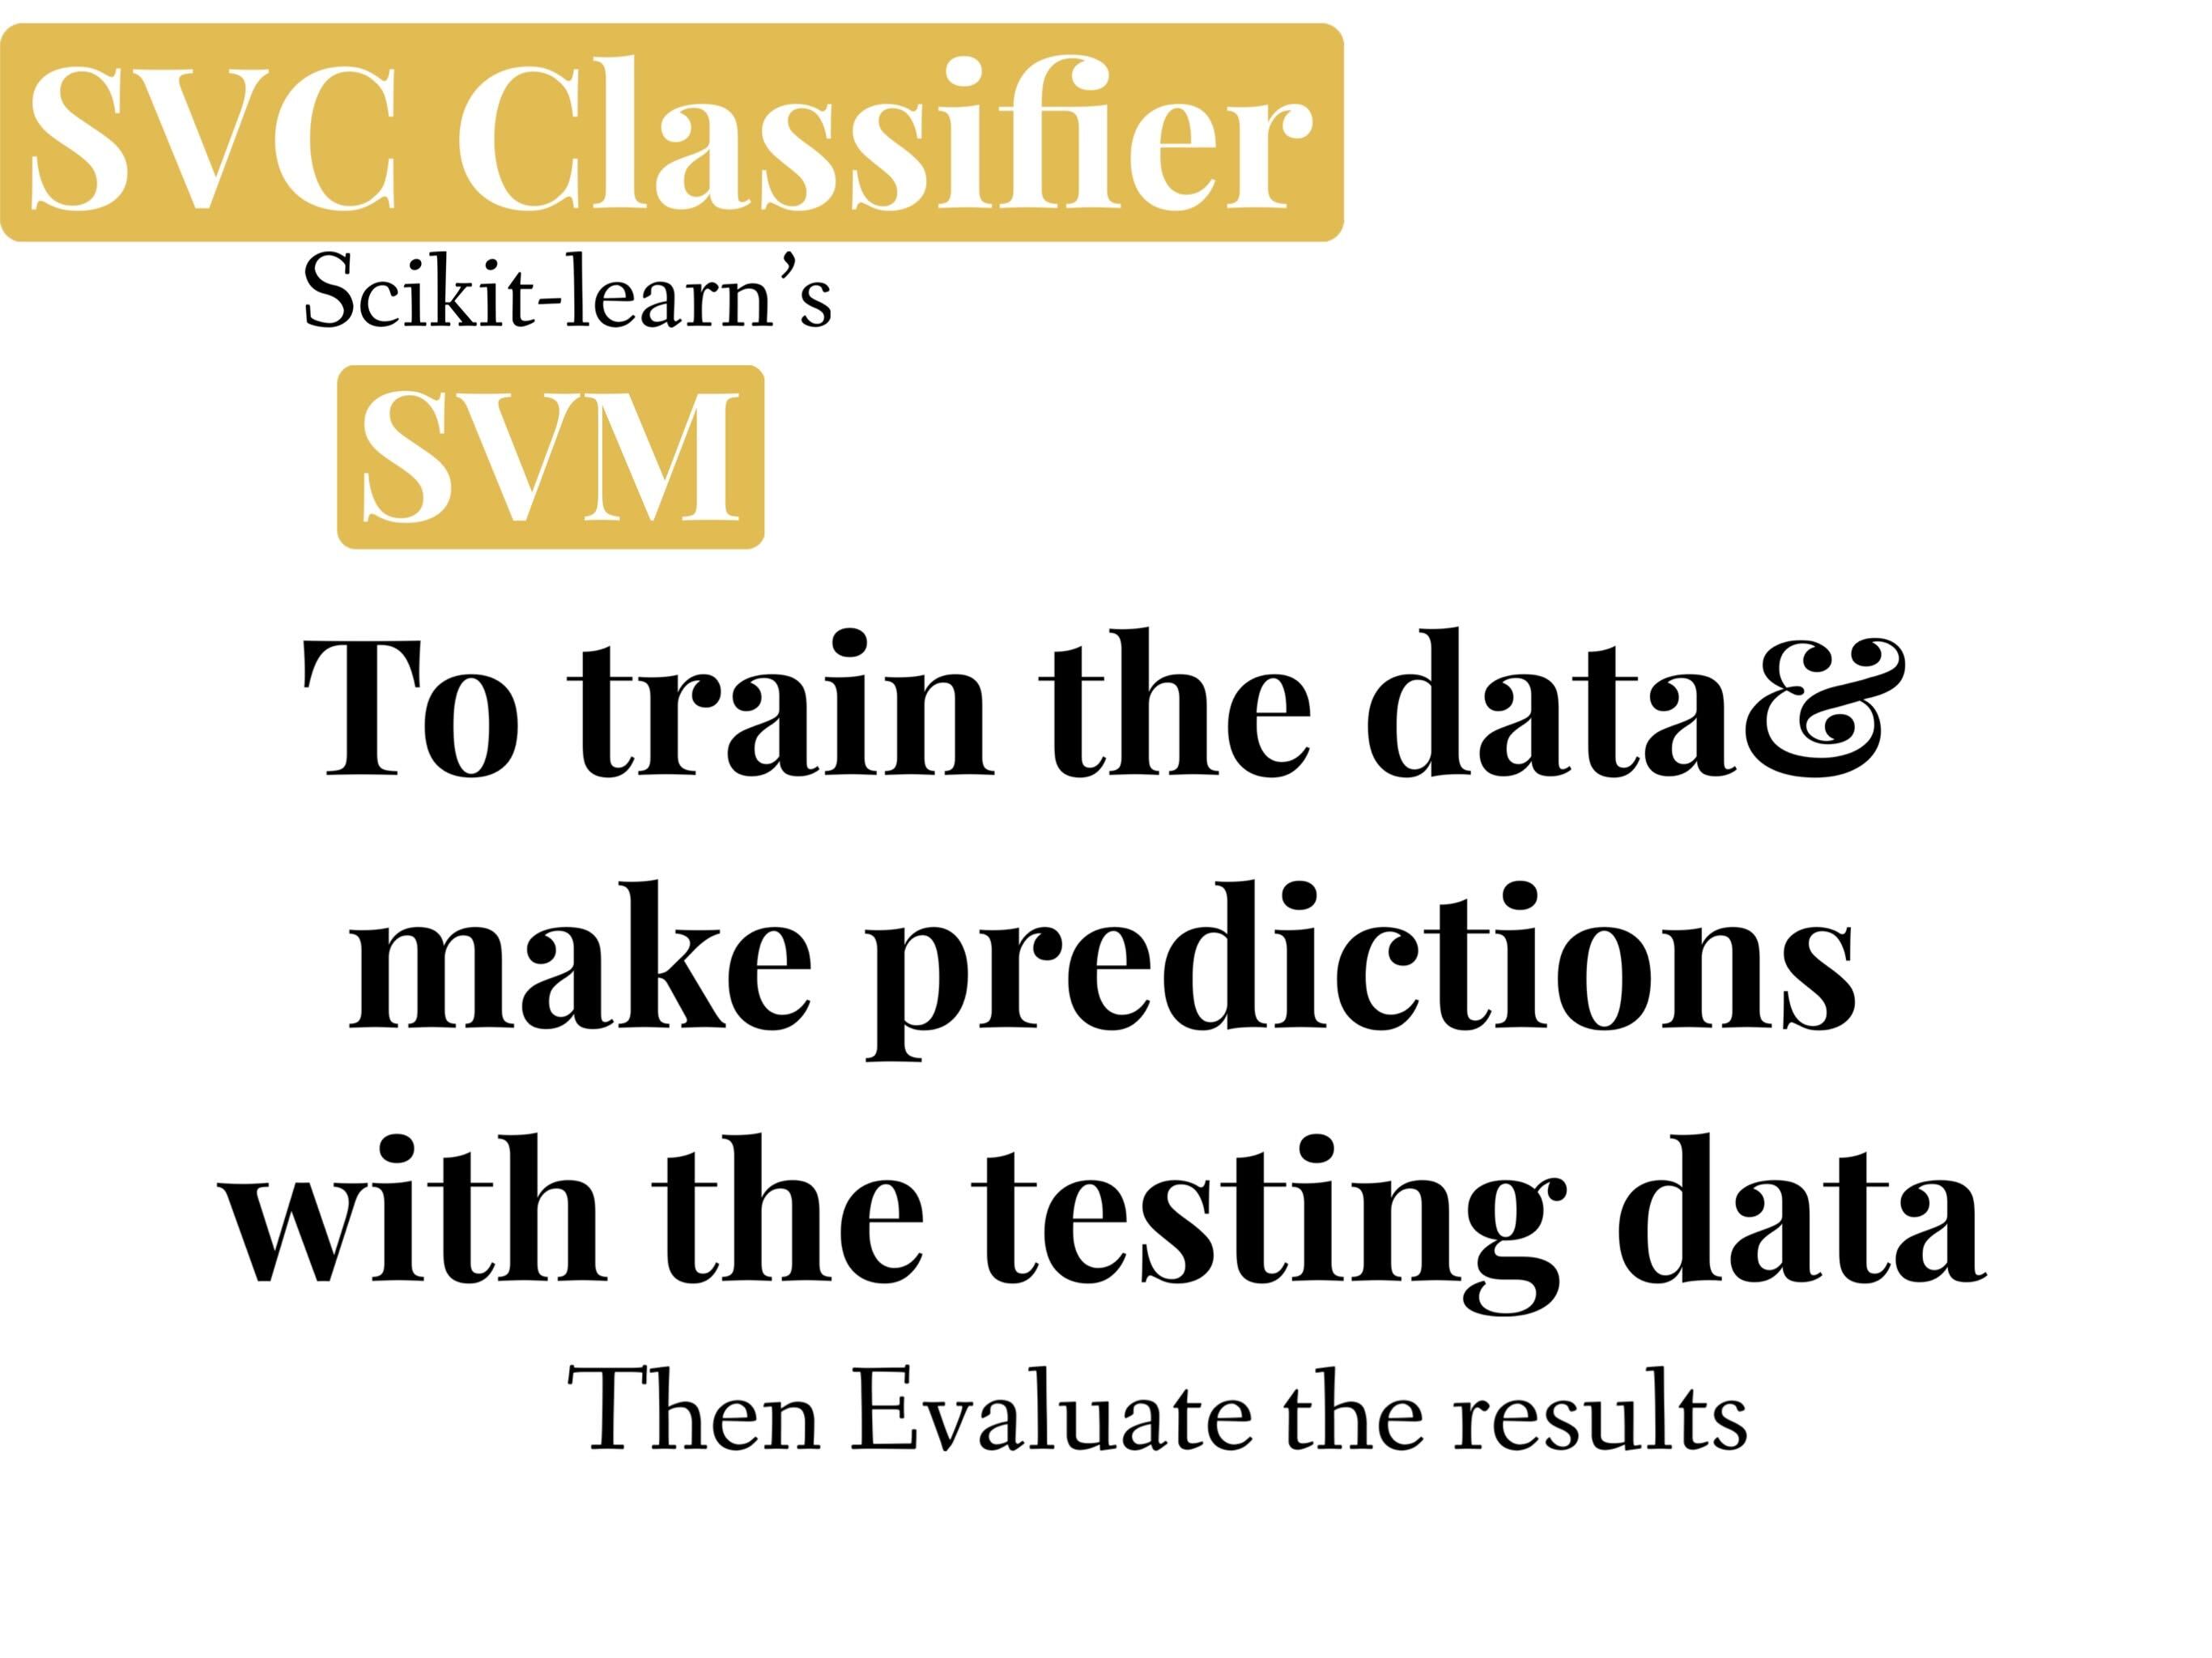 SVC Classifier
Scikit-learn’s
SVM
To train the data&
make predictions
with the testing data
Then Evaluate the results